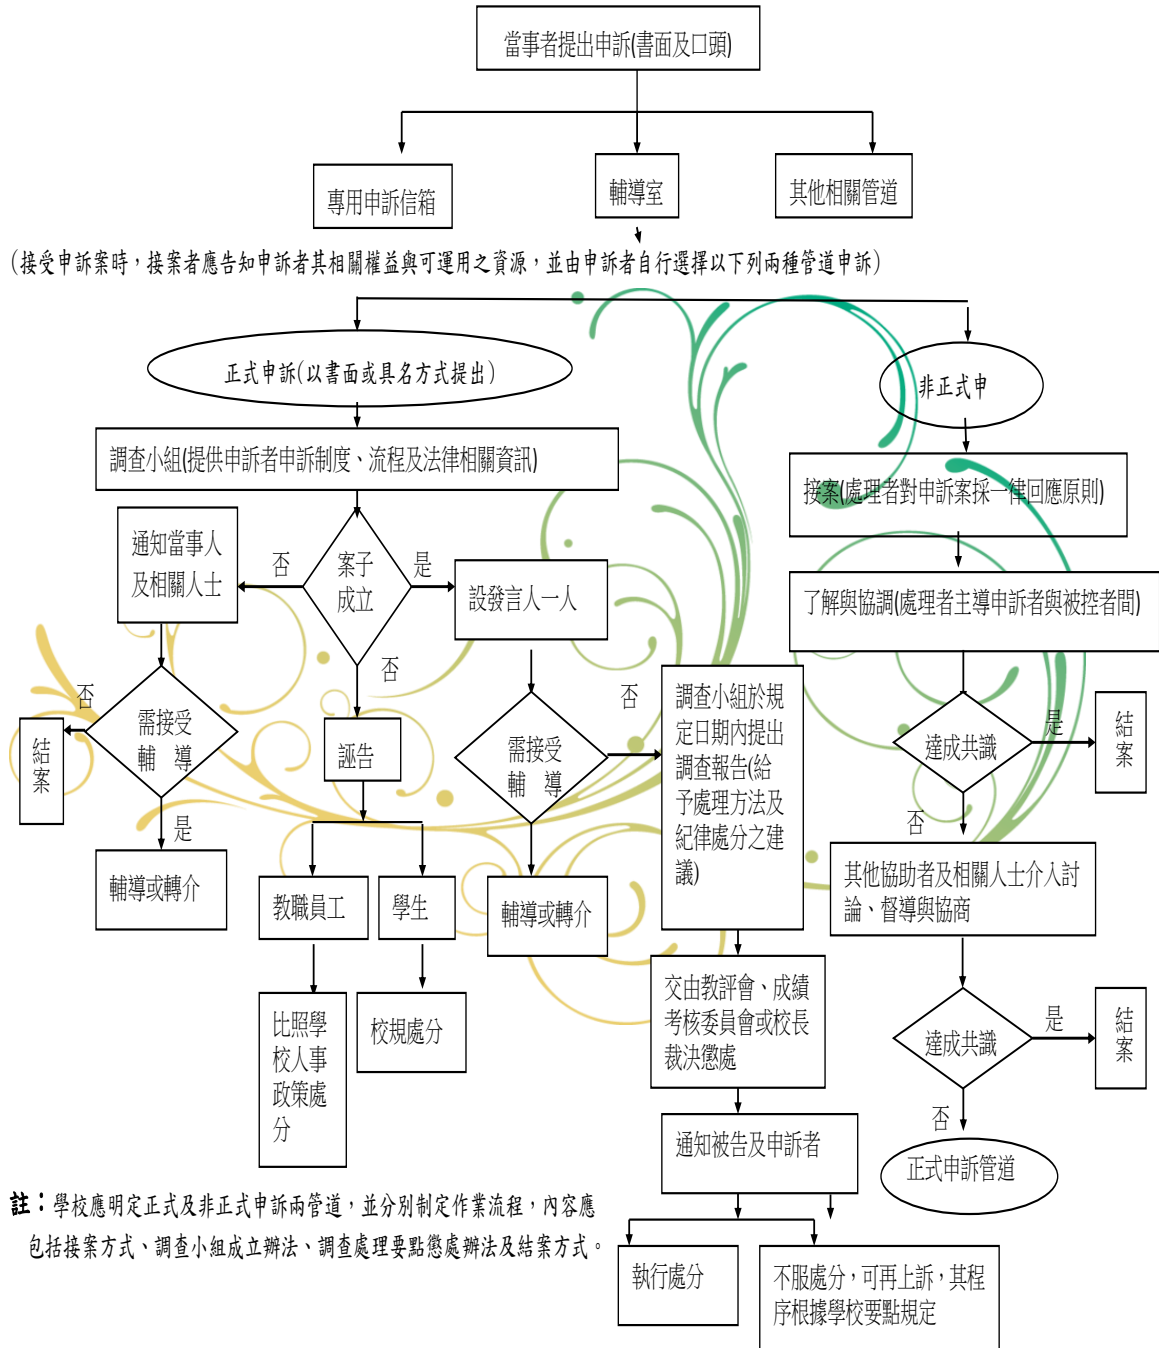 當事者提出申訴(書面及口頭)
專用申訴信箱
輔導室
其他相關管道
(接受申訴案時，接案者應告知申訴者其相關權益與可運用之資源，並由申訴者自行選擇以下列兩種管道申訴)
正式申訴(以書面或具名方式提出)
非正式申
調查小組(提供申訴者申訴制度、流程及法律相關資訊)
接案(處理者對申訴案採一律回應原則)
通知當事人
及相關人士
否
案子
成立
是
設發言人一人
了解與協調(處理者主導申訴者與被控者間)
否
需接受
輔　導
結
案
是
輔導或轉介
否
誣告
教職員工
學生
比照學
校人事
政策處
分
校規處分
需接受
輔　導
否
輔導或轉介
調查小組於規
定日期內提出
調查報告(給
予處理方法及
紀律處分之建
議)
交由教評會、成績
考核委員會或校長
裁決懲處
通知被告及申訴者
執行處分
不服處分，可再上訴，其程
序根據學校要點規定
達成共識
是
結
案
否
其他協助者及相關人士介入討
論、督導與協商
達成共識
是
結
案
否
正式申訴管道
註：學校應明定正式及非正式申訴兩管道，並分別制定作業流程，內容應
包括接案方式、調查小組成立辦法、調查處理要點懲處辦法及結案方式。